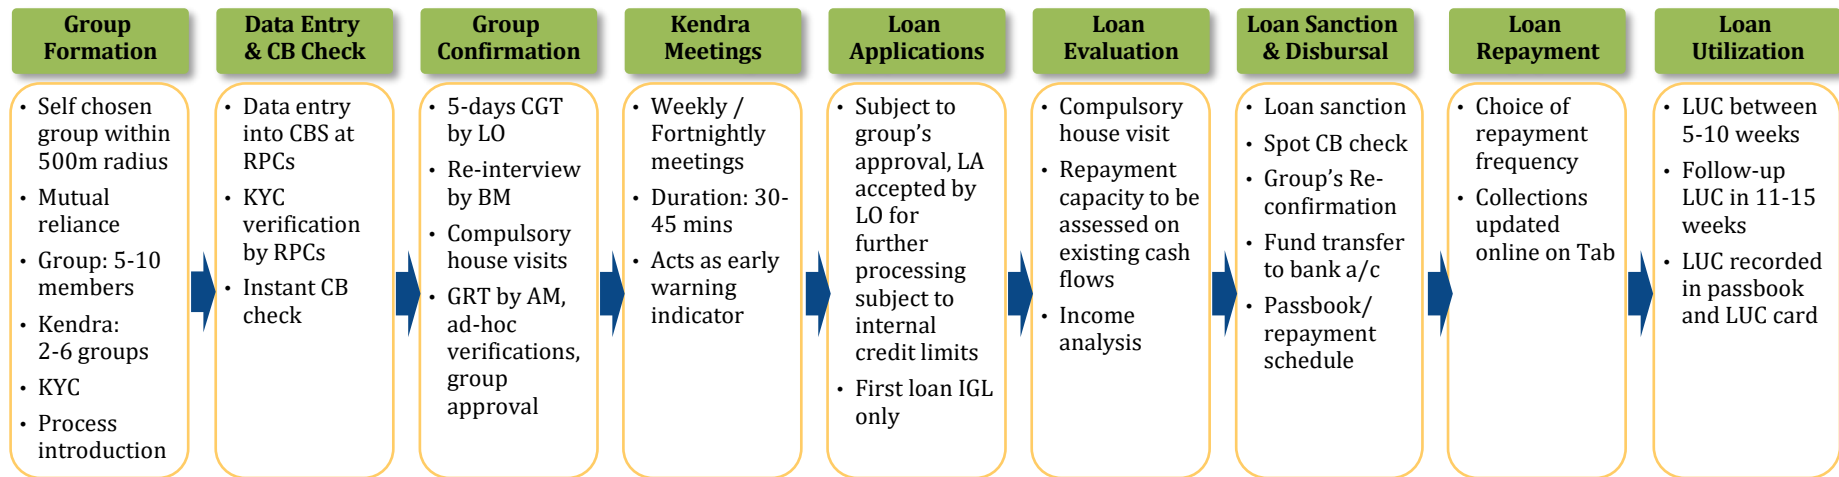 Group
Formation
Data Entry
& CB Check
Group
Confirmation
Kendra
Meetings
Loan
Applications
Loan
Evaluation
Loan Sanction
& Disbursal
Loan
Repayment
Loan
Utilization
• Self chosen
group within
500m radius
• Mutual
reliance
• Group: 5-10
members
• Kendra:
2-6 groups
• KYC
• Process
introduction
• Data entry
into CBS at
RPCs
• KYC
verification
by RPCs
• Instant CB
check
• 5-days CGT
by LO
• Re-interview
by BM
• Compulsory
house visits
• GRT by AM,
ad-hoc
verifications,
group
approval
• Weekly /
Fortnightly
meetings
• Duration: 30-
45 mins
• Acts as early
warning
indicator
• Subject to
group's
approval, LA
accepted by
LO for
further
processing
subject to
internal
credit limits
• First loan IGL
only
• Compulsory
house visit
• Repayment
capacity to be
assessed on
existing cash
flows
• Income
analysis
• Loan sanction
• Spot CB check
• Group's Re-
confirmation
• Fund transfer
to bank a/c
• Passbook/
repayment
schedule
• Choice of
repayment
frequency
• Collections
updated
online on Tab
• LUC between
5-10 weeks
• Follow-up
LUC in 11-15
weeks
• LUC recorded
in passbook
and LUC card